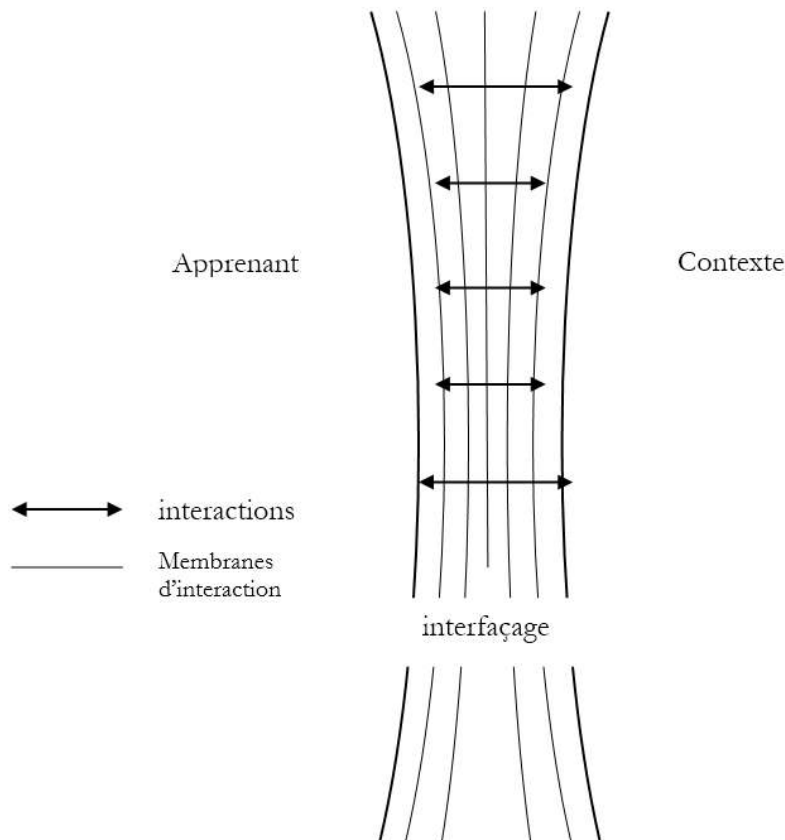 Apprenant
Contexte
interactions
Membranes
d'interaction
interfaçage